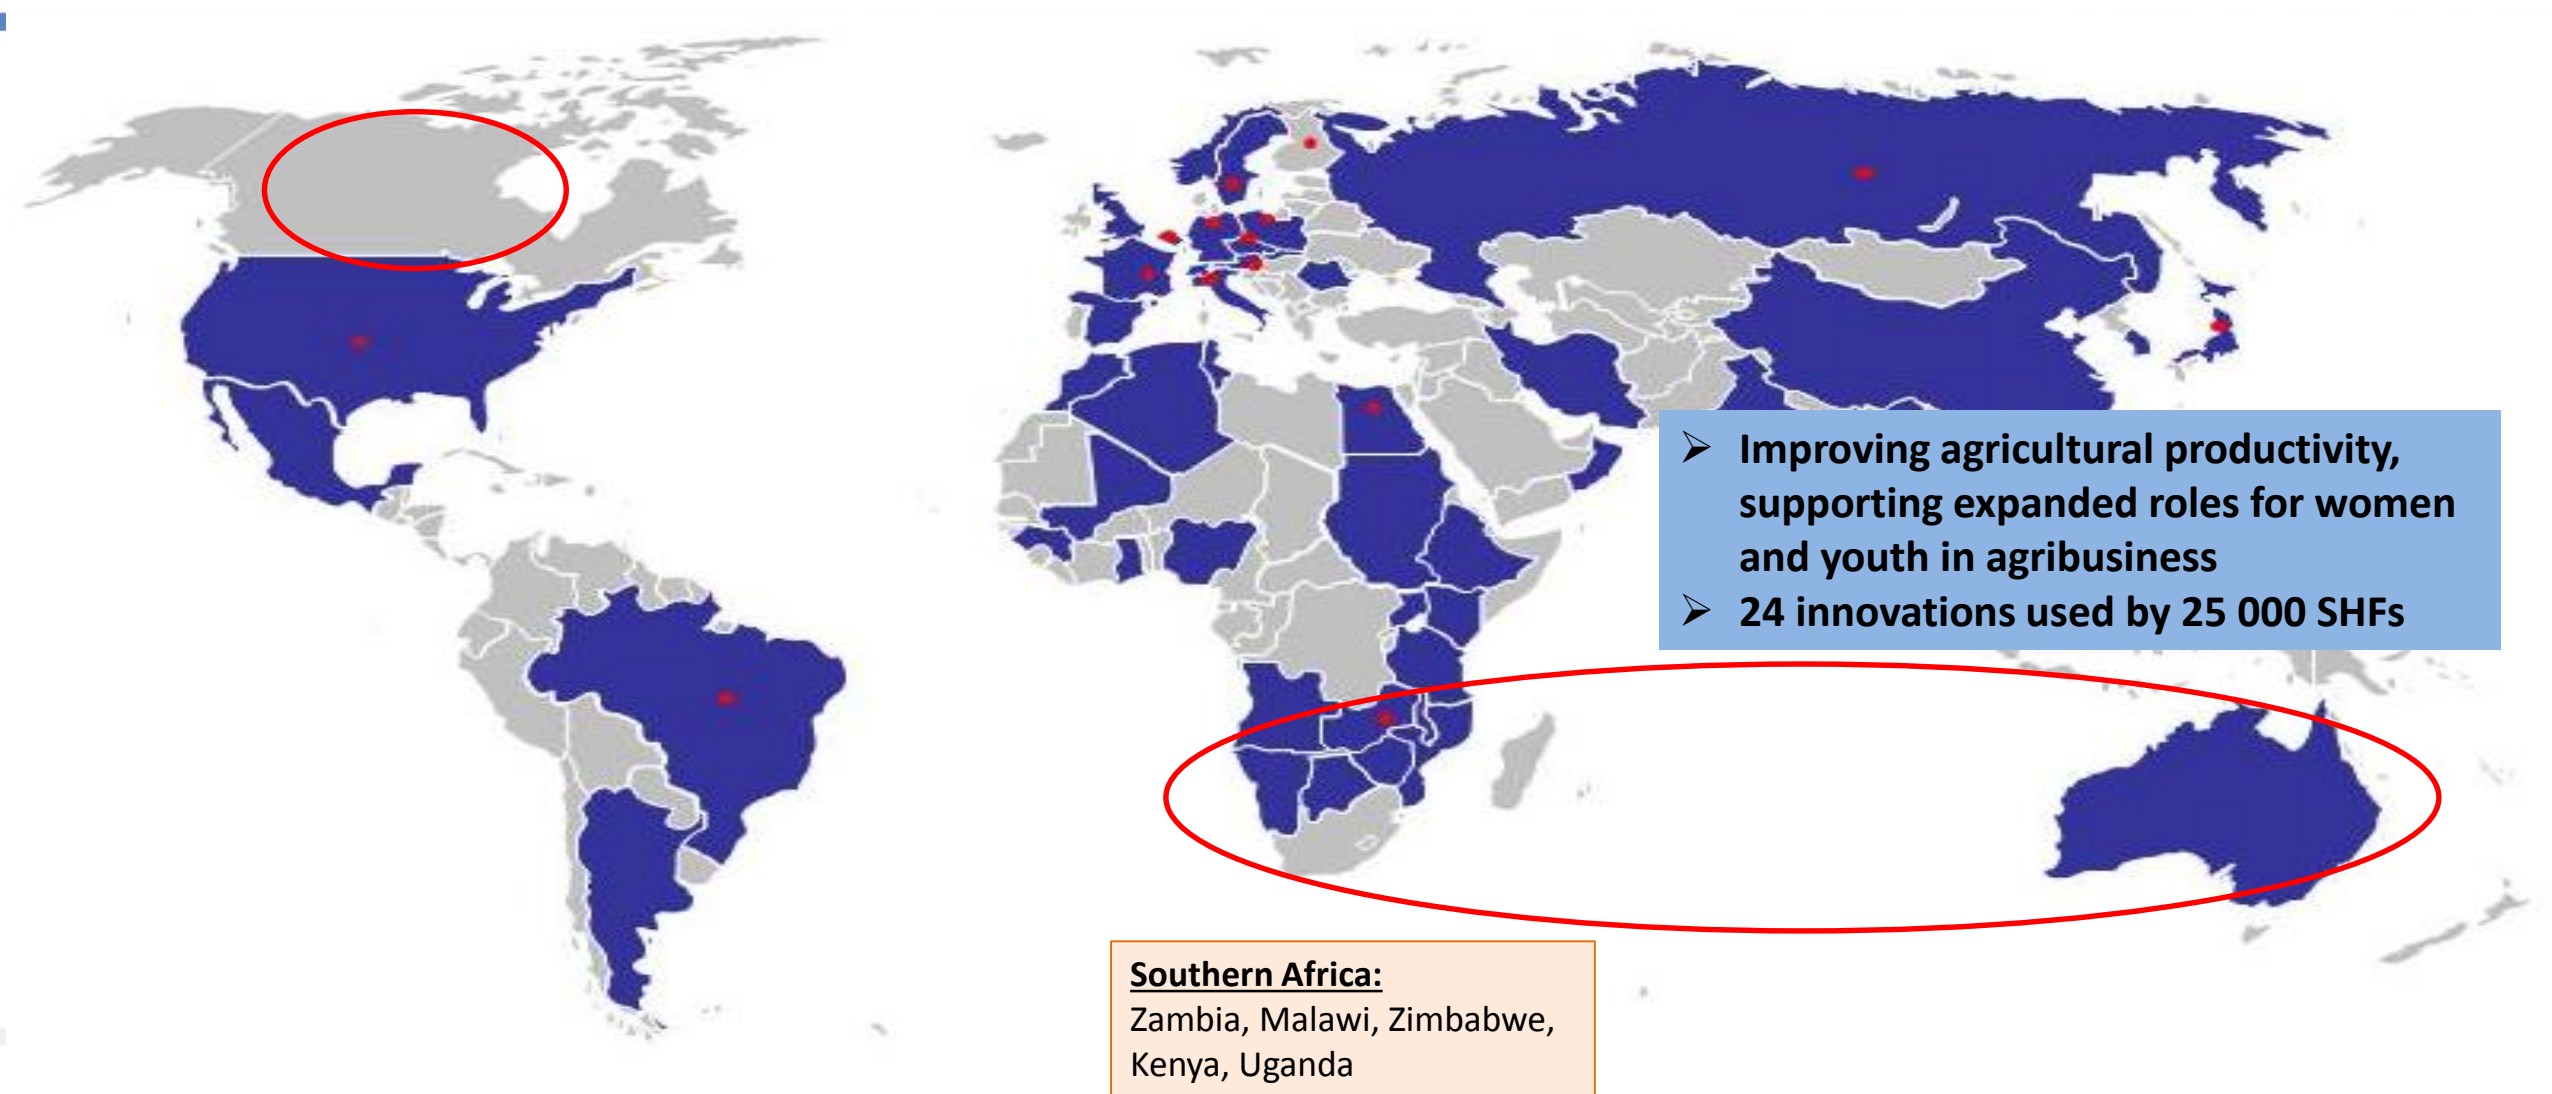 ➢ Improving agricultural productivity,
supporting expanded roles for women
and youth in agribusiness
➢ 24 innovations used by 25 000 SHFs
Southern Africa:
Zambia, Malawi, Zimbabwe,
Kenya, Uganda